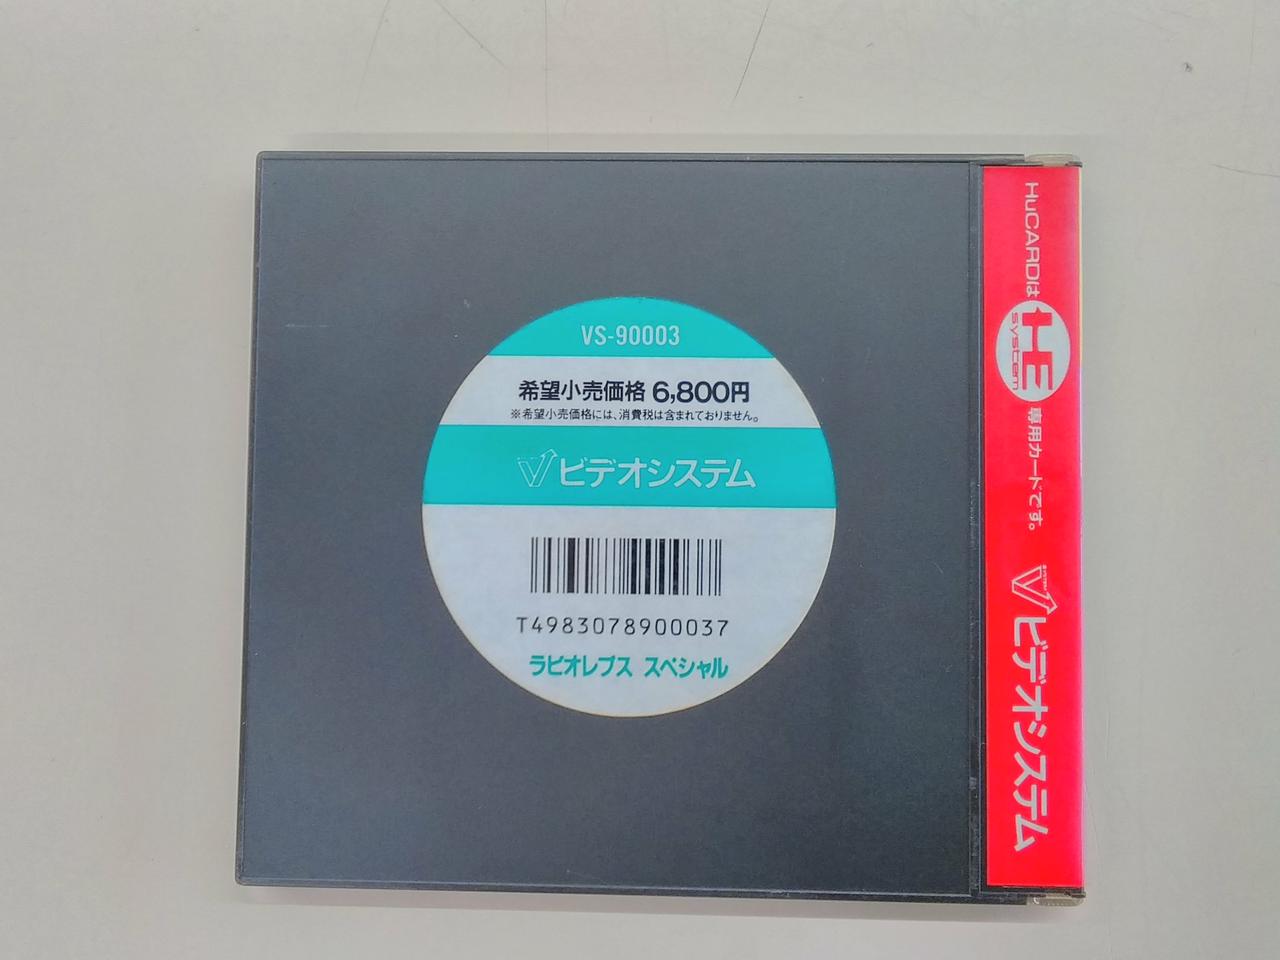 VS-90003
希望小売価格 6,800円
※希望小売価格には、消費税は含まれておりません。
ビデオシステム
T4983078900037
ラビオレプス スペシャル
HuCARDは
HE
system
専用カードです。
ビデオシステム